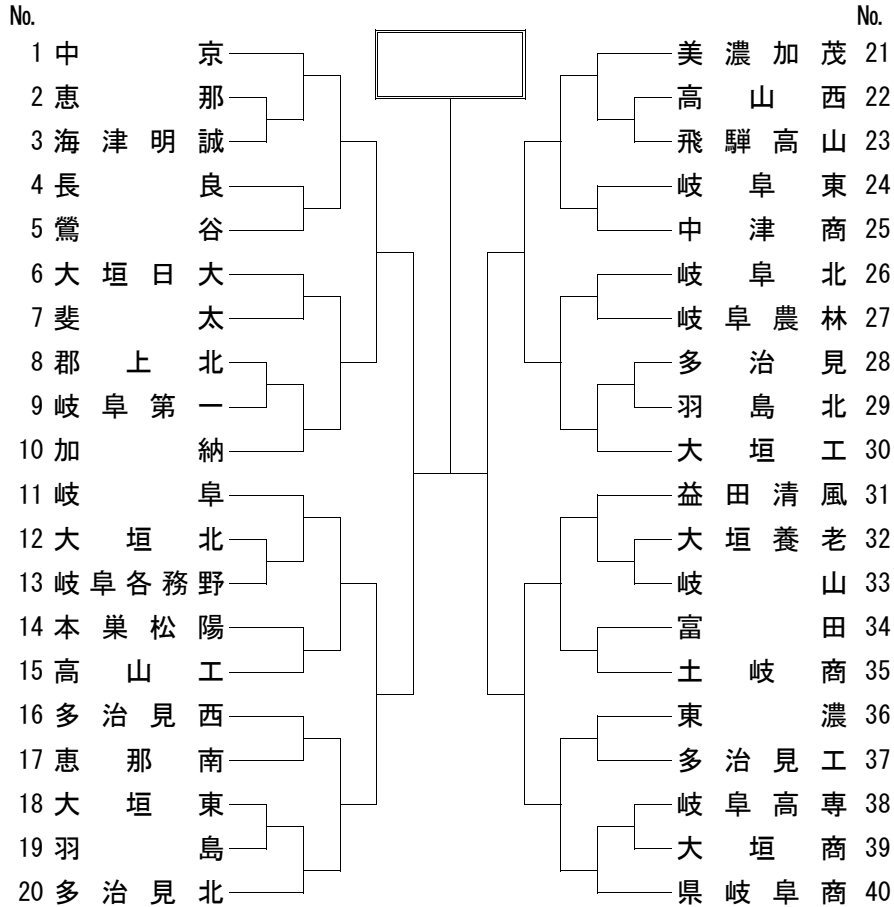 No.
1 中京
2 恵那
3 海津明誠
4 長良
5 鶯谷
6 大垣日大
7 斐太
8 郡上北
9 岐阜第一
10 加納
11 岐阜
12 大垣北
13 岐阜各務野
14 本巣松陽
15 高山工
16 多治見西
17 恵那南
18 大垣東
19 羽島
20 多治見北
No.
美濃加茂 21
高山西 22
飛騨高山 23
岐阜東 24
中津商 25
岐阜北 26
岐阜農林 27
多治見 28
羽島北 29
大垣工 30
益田清風 31
大垣養老 32
岐山 33
富田 34
土岐商 35
東濃 36
多治見工 37
岐阜高専 38
大垣商 39
県岐阜商 40